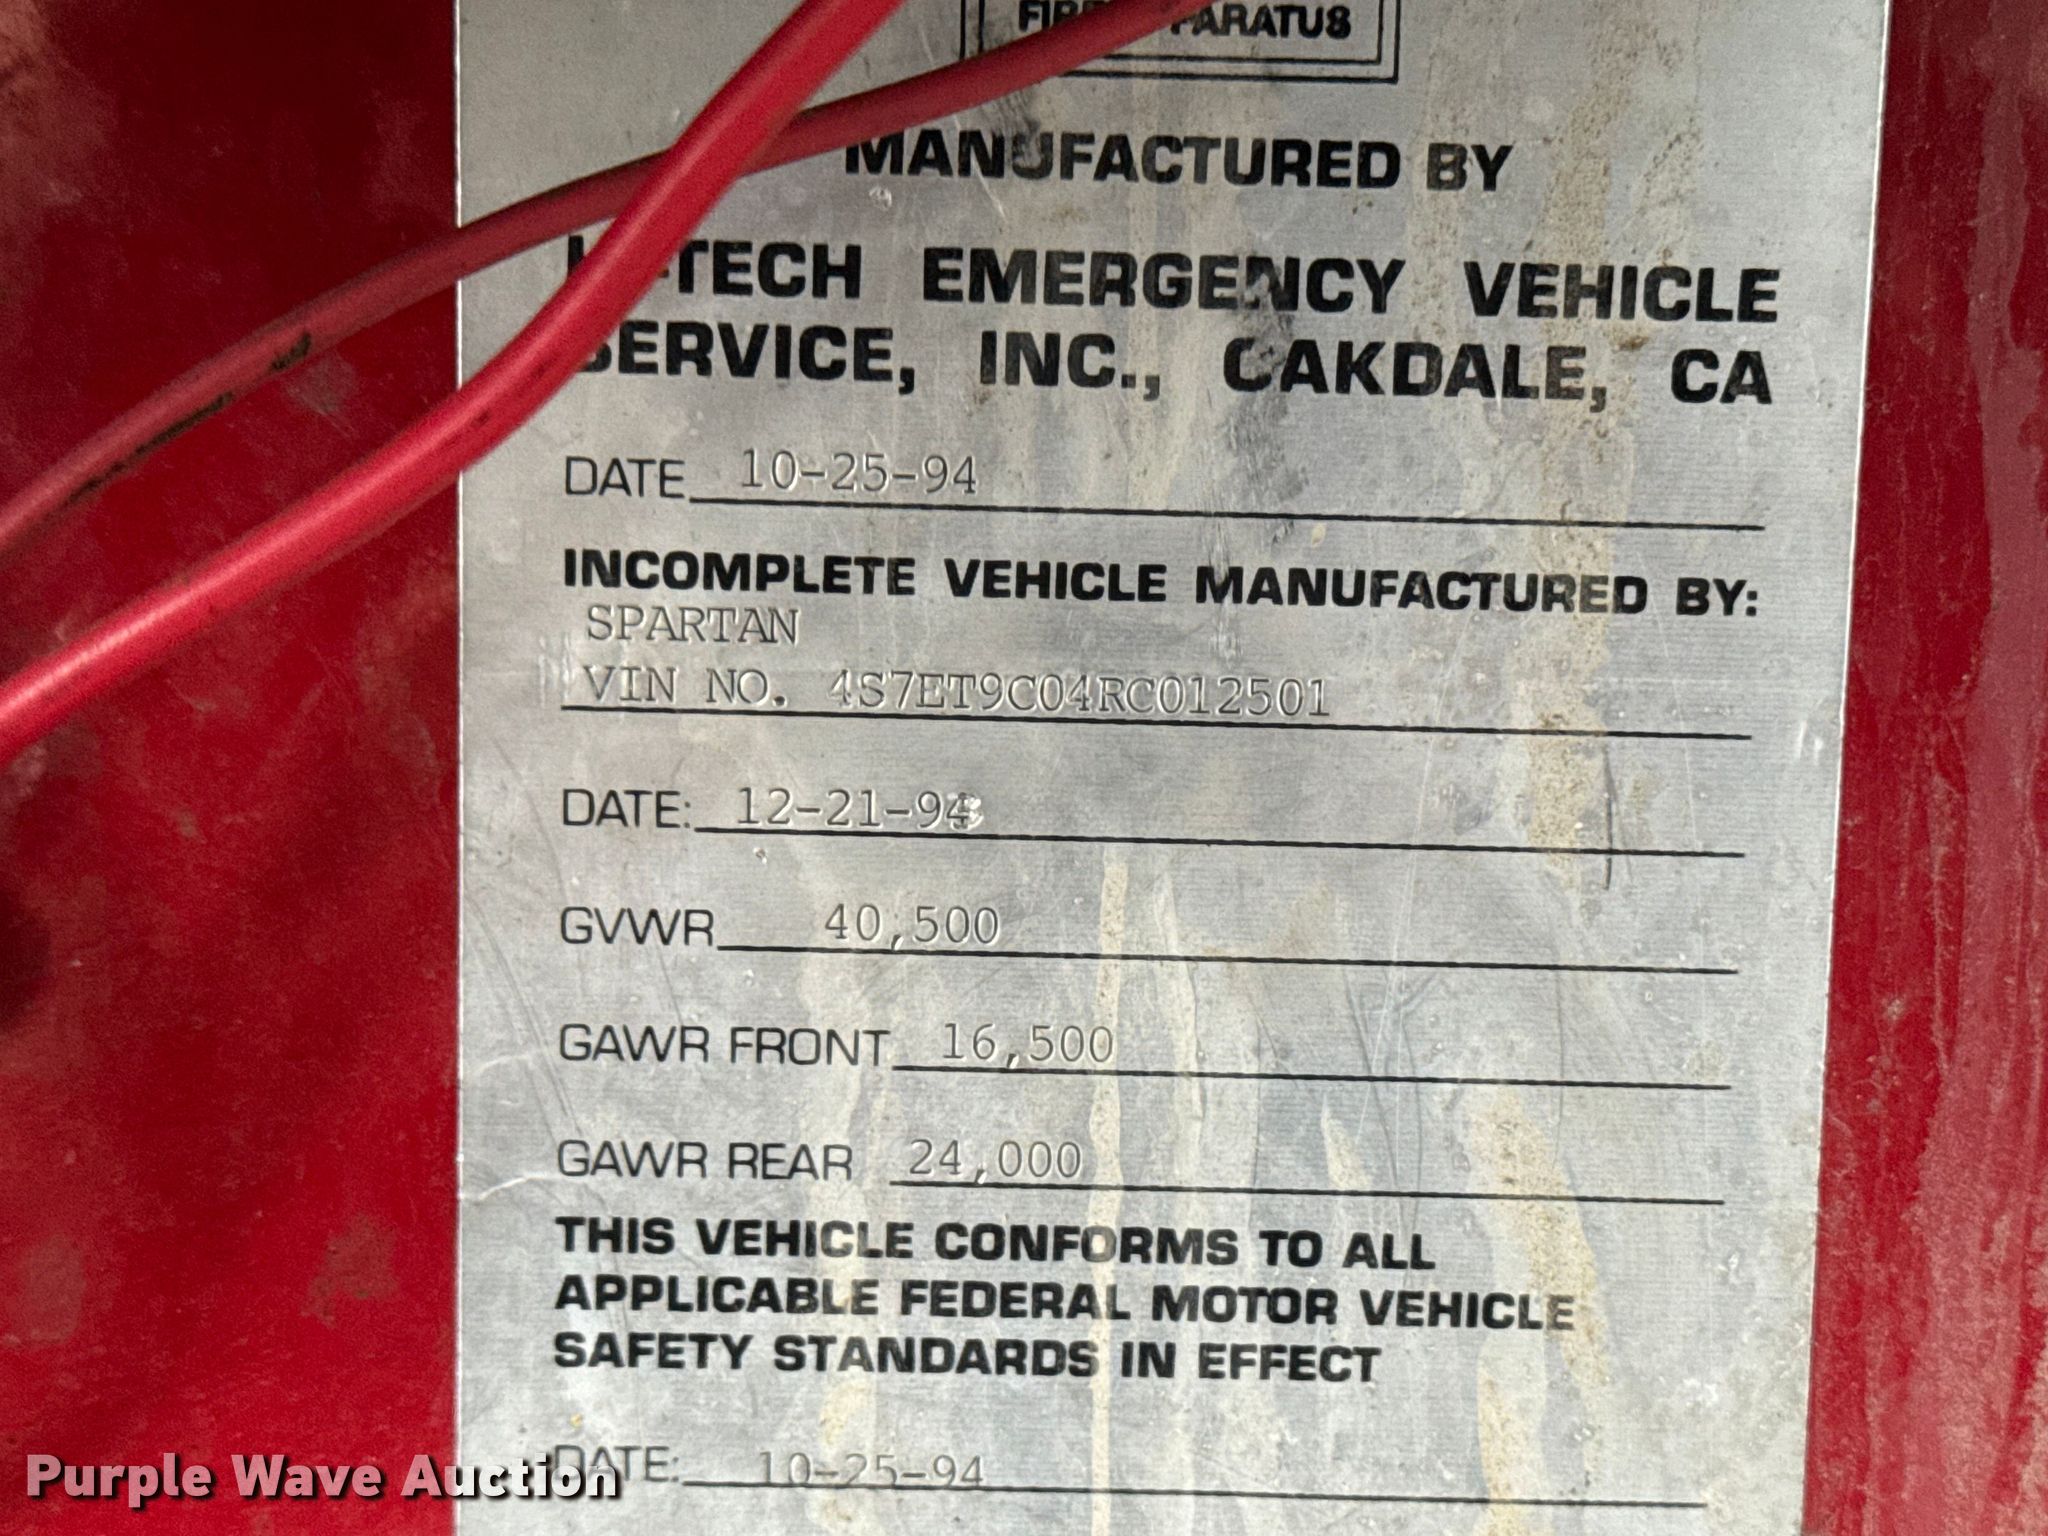 MANUFACTURED BY
EMERGENCY VEHICLE
SERVICE, INC., OAKDALE, CA
DATE 10-25-94
INCOMPLETE VEHICLE MANUFACTURED BY:
SPARTAN
VIN NO. 4S7ET9C04RC012501
DATE: 12-21-94
GVWR 40,500
GAWR FRONT 16,500
GAWR REAR 24,000
THIS VEHICLE CONFORMS TO ALL
APPLICABLE FEDERAL MOTOR VEHICLE
SAFETY STANDARDS IN EFFECT
DATE: 10-25-94
Purple Wave Auction